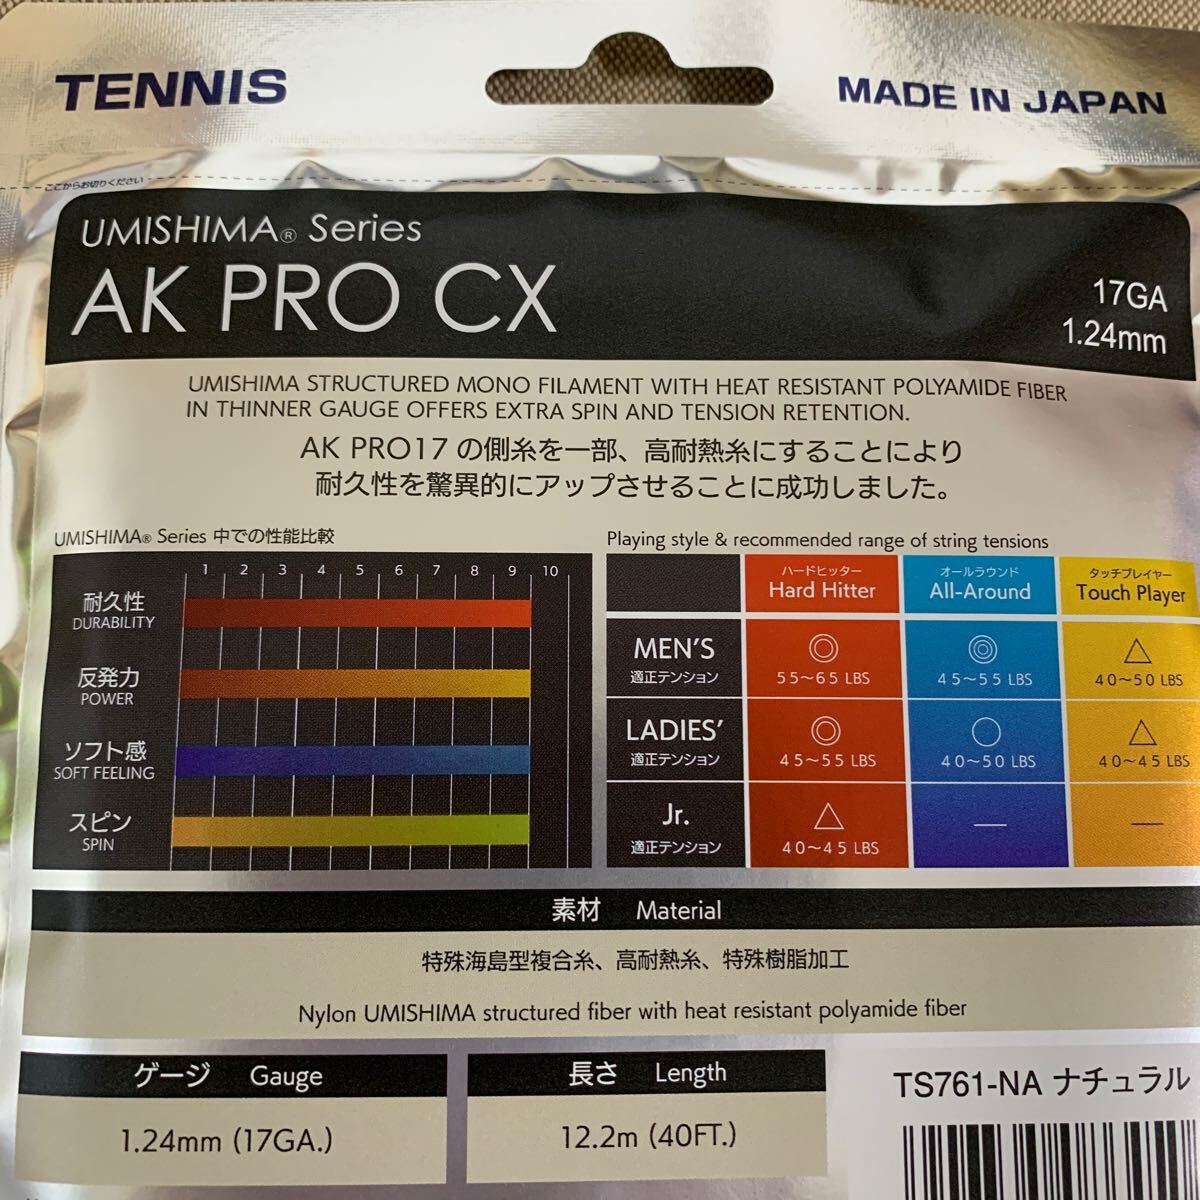 TENNIS
MADE IN JAPAN
ここからお切りください
UMISHIMA® Series
AK PRO CX
17GA
1.24mm
UMISHIMA STRUCTURED MONO FILAMENT WITH HEAT RESISTANT POLYAMIDE FIBER
IN THINNER GAUGE OFFERS EXTRA SPIN AND TENSION RETENTION.
AK PRO17 の側糸を一部、高耐熱糸にすることにより
耐久性を驚異的にアップさせることに成功しました。
UMISHIMA® Series 中での性能比較
1 2 3 4 5 6 7 8 9 10
耐久性
DURABILITY
反発力
POWER
ソフト感
SOFT FEELING
スピン
SPIN
Playing style & recommended range of string tensions
ハードヒッター オールラウンド タッチプレイヤー
Hard Hitter All-Around Touch Player
MEN'S ◎ ◎ △
適正テンション 55〜65 LBS 45〜55 LBS 40〜50 LBS
LADIES' ◎ ○ △
適正テンション 45〜55 LBS 40〜50 LBS 40〜45 LBS
Jr. △ — —
適正テンション 40〜45 LBS
素材 Material
特殊海島型複合糸、高耐熱糸、特殊樹脂加工
Nylon UMISHIMA structured fiber with heat resistant polyamide fiber
ゲージ Gauge
1.24mm (17GA.)
長さ Length
12.2m (40FT.)
TS761-NA ナチュラル